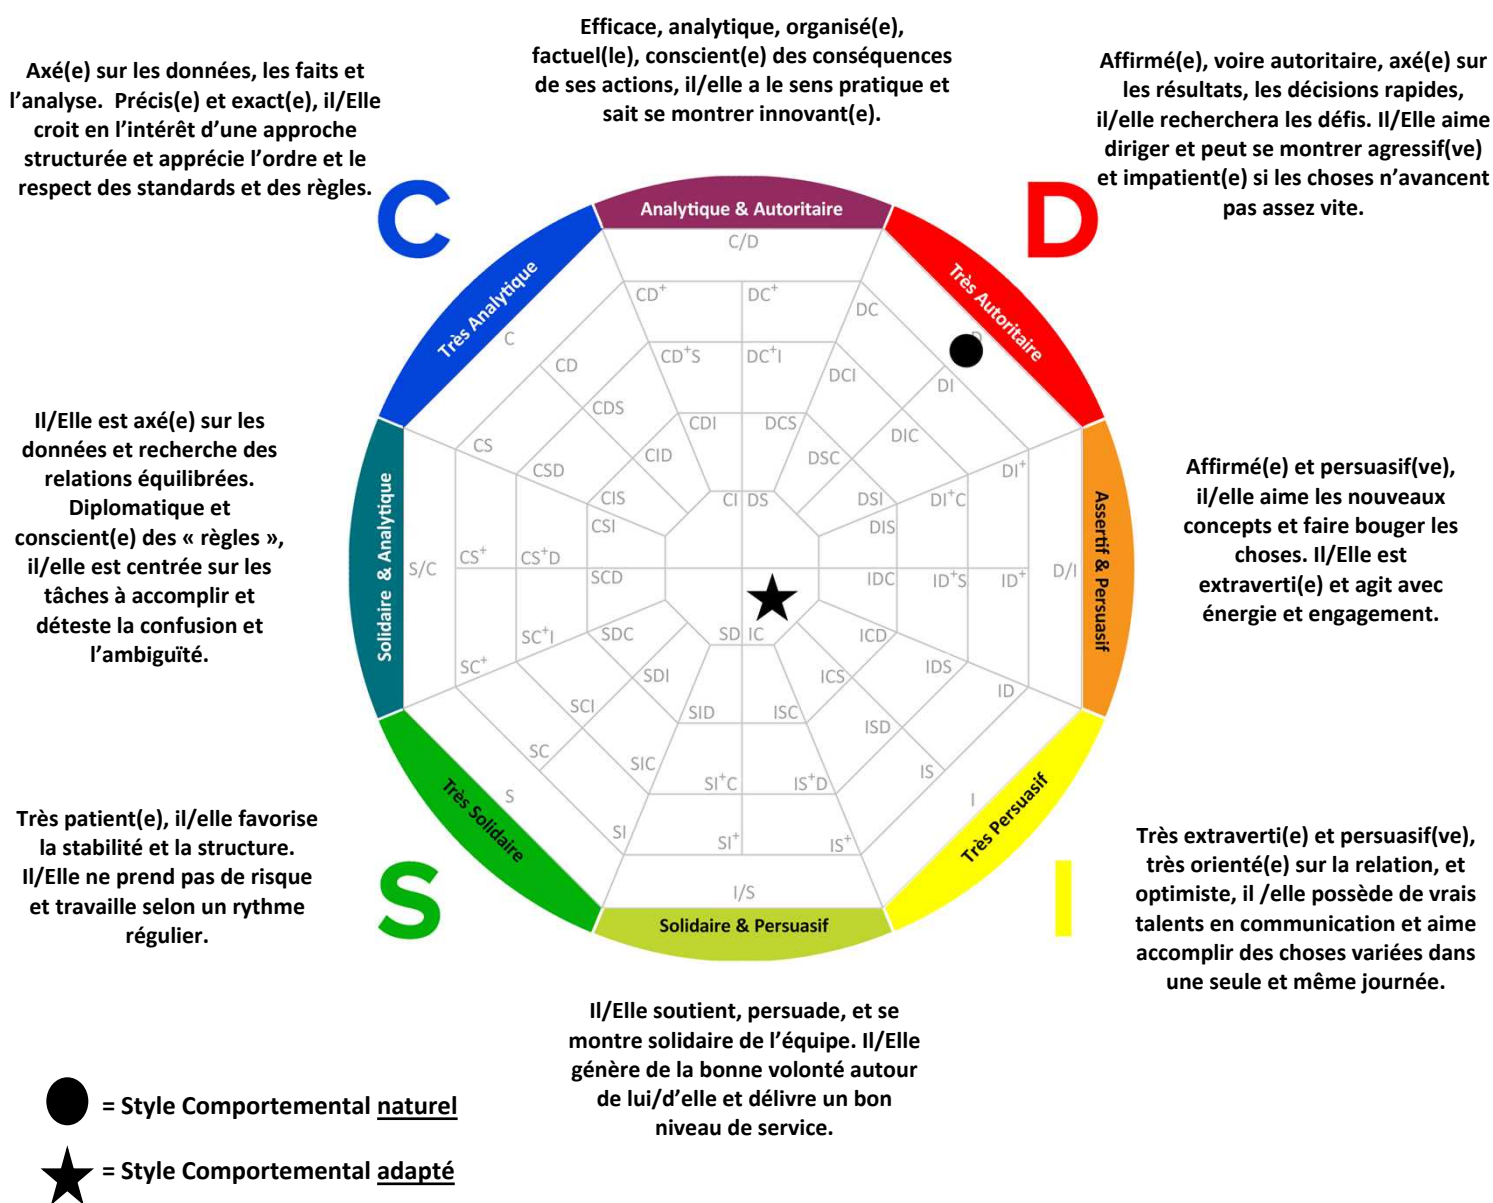 Efficace, analytique, organisé(e),
factuel(le), conscient(e) des conséquences
de ses actions, il/elle a le sens pratique et
sait se montrer innovant(e).
Axé(e) sur les données, les faits et
l’analyse.  Précis(e) et exact(e), il/Elle
croit en l’intérêt d’une approche
structurée et apprécie l’ordre et le
respect des standards et des règles.
Affirmé(e), voire autoritaire, axé(e) sur
les résultats, les décisions rapides,
il/elle recherchera les défis. Il/Elle aime
diriger et peut se montrer agressif(ve)
et impatient(e) si les choses n’avancent
pas assez vite.
C
D
Analytique & Autoritaire
Très Analytique
Très Autoritaire
C/D
CD+
DC+
DC
D
C
CD
CD+S
DC+I
DCI
DI
CDS
CDI
DCS
DIC
CS
CSD
CID
DSC
DI+
CIS
CI
DS
DSI
DI+C
CSI
DIS
S/C
CS+
CS+D
SCD
IDC
ID+S
ID+
D/I
SC+I
SDC
SD
IC
ICD
SC+
SDI
ICS
IDS
ID
SCI
SID
ISC
ISD
SC
SIC
SI+C
IS+D
IS
S
I
SI
SI+
IS+
I/S
Solidaire & Analytique
Assertif & Persuasif
Très Solidaire
Très Persuasif
Solidaire & Persuasif
S
I
Il/Elle est axé(e) sur les
données et recherche des
relations équilibrées.
Diplomatique et
conscient(e) des « règles »,
il/elle est centrée sur les
tâches à accomplir et
déteste la confusion et
l’ambiguïté.
Affirmé(e) et persuasif(ve),
il/elle aime les nouveaux
concepts et faire bouger les
choses. Il/Elle est
extraverti(e) et agit avec
énergie et engagement.
Très patient(e), il/elle favorise
la stabilité et la structure.
Il/Elle ne prend pas de risque
et travaille selon un rythme
régulier.
Très extraverti(e) et persuasif(ve),
très orienté(e) sur la relation, et
optimiste, il /elle possède de vrais
talents en communication et aime
accomplir des choses variées dans
une seule et même journée.
Il/Elle soutient, persuade, et se
montre solidaire de l’équipe. Il/Elle
génère de la bonne volonté autour
de lui/d’elle et délivre un bon
niveau de service.
= Style Comportemental naturel
= Style Comportemental adapté